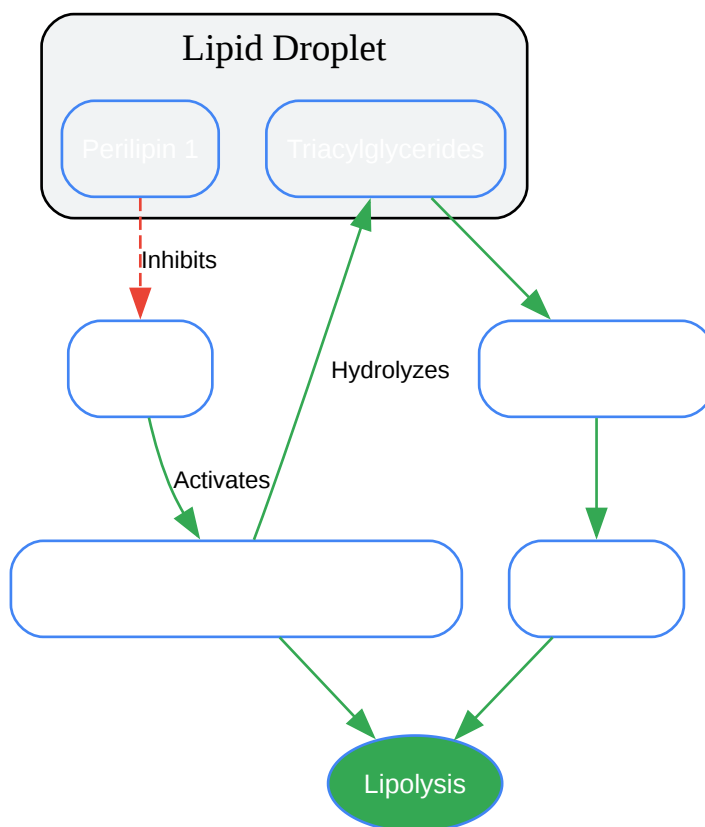 Lipid Droplet
Perilipin 1
Triacylglycerides
Inhibits
Hydrolyzes
Activates
Lipolysis